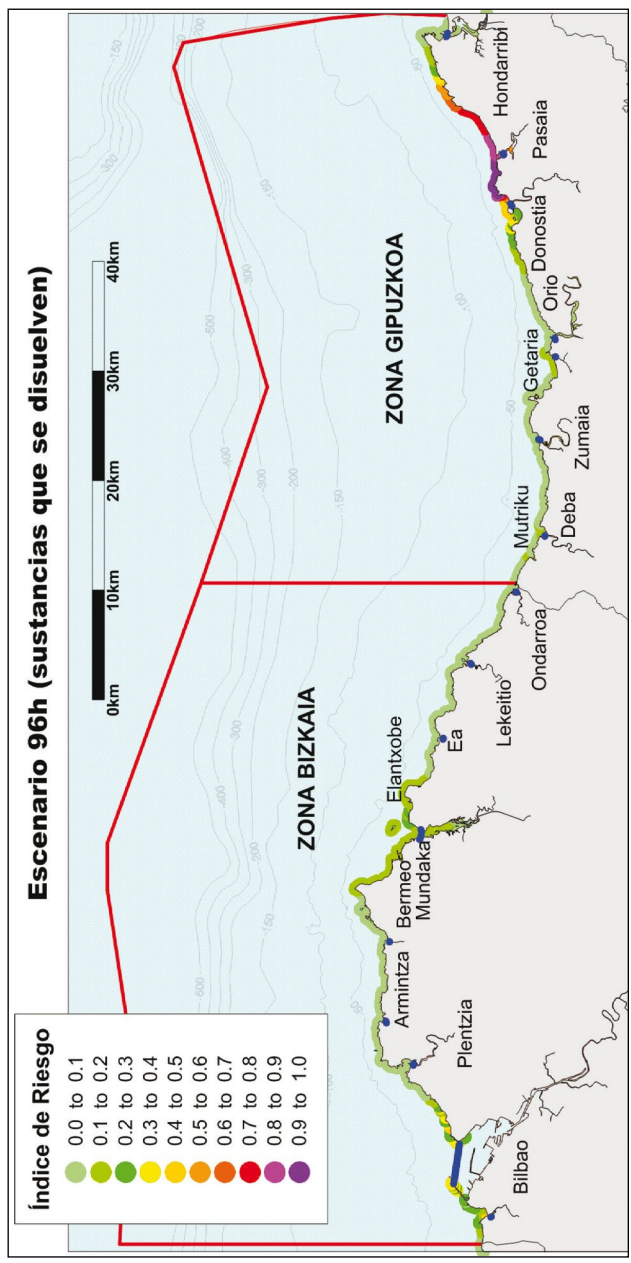 Escenario 96h (sustancias que se disuelven)
0km
10km
20km
30km
40km
Índice de Riesgo
0.0 to 0.1
0.1 to 0.2
0.2 to 0.3
0.3 to 0.4
0.4 to 0.5
0.5 to 0.6
0.6 to 0.7
0.7 to 0.8
0.8 to 0.9
0.9 to 1.0
ZONA BIZKAIA
ZONA GIPUZKOA
Bilbao
Plentzia
Armintza
Bermeo
Mundaka
Elantxobe
Ea
Lekeitio
Ondarroa
Mutriku
Deba
Zumaia
Getaria
Orio
Donostia
Pasaia
Hondarribi